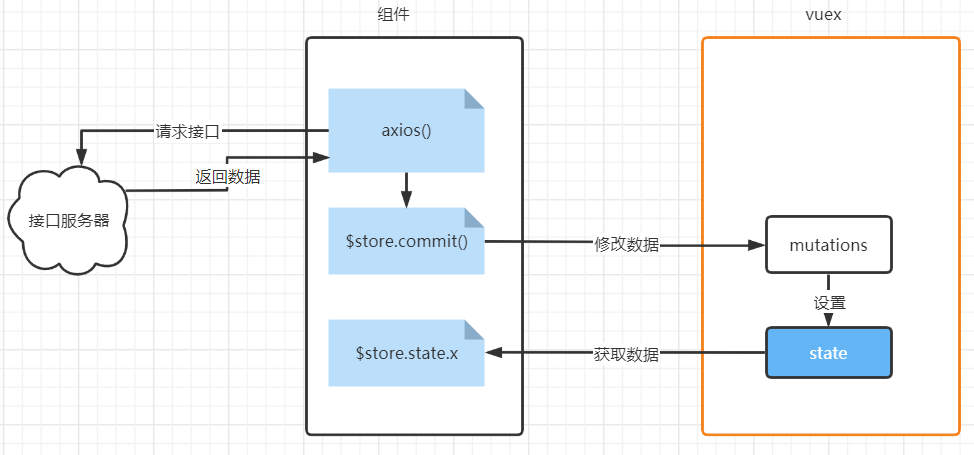 组件
vuex
axios()
请求接口
返回数据
接口服务器
$store.commit()
修改数据
mutations
设置
$store.state.x
获取数据
state